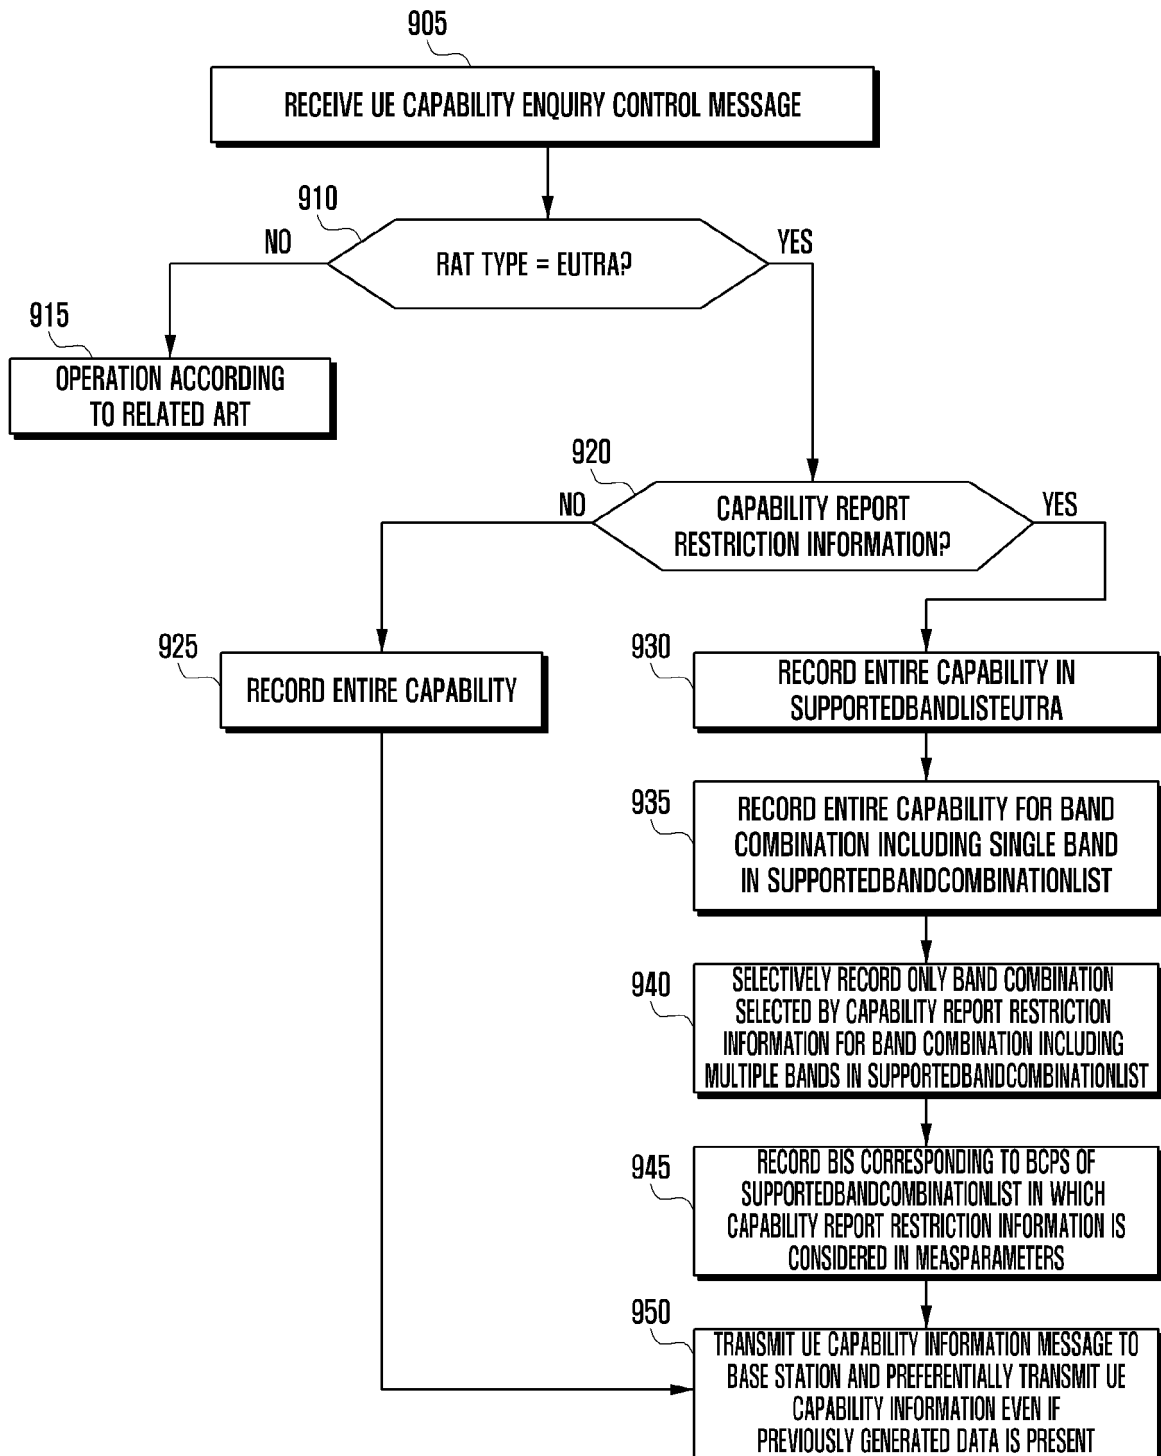 905
RECEIVE UE CAPABILITY ENQUIRY CONTROL MESSAGE
910
NO
RAT TYPE = EUTRA?
YES
915
OPERATION ACCORDING
TO RELATED ART
920
NO
CAPABILITY REPORT
RESTRICTION INFORMATION?
YES
925
RECORD ENTIRE CAPABILITY
930
RECORD ENTIRE CAPABILITY IN
SUPPORTEDBANDLISTEUTRA
935
RECORD ENTIRE CAPABILITY FOR BAND
COMBINATION INCLUDING SINGLE BAND
IN SUPPORTEDBANDCOMBINATIONLIST
940
SELECTIVELY RECORD ONLY BAND COMBINATION
SELECTED BY CAPABILITY REPORT RESTRICTION
INFORMATION FOR BAND COMBINATION INCLUDING
MULTIPLE BANDS IN SUPPORTEDBANDCOMBINATIONLIST
945
RECORD BIS CORRESPONDING TO BCPS OF
SUPPORTEDBANDCOMBINATIONLIST IN WHICH
CAPABILITY REPORT RESTRICTION INFORMATION IS
CONSIDERED IN MEASPARAMETERS
950
TRANSMIT UE CAPABILITY INFORMATION MESSAGE TO
BASE STATION AND PREFERENTIALLY TRANSMIT UE
CAPABILITY INFORMATION EVEN IF
PREVIOUSLY GENERATED DATA IS PRESENT